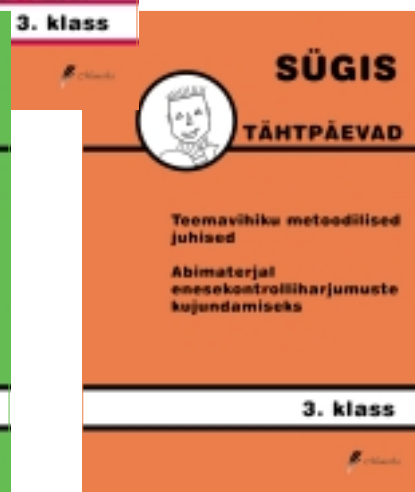 3. klass
SÜGIS
TÄHTPÄEVAD
Teemavihiku metoodilised
juhised
Abimaterjal
enesekontrolliharjumuste
kujundamiseks
3. klass